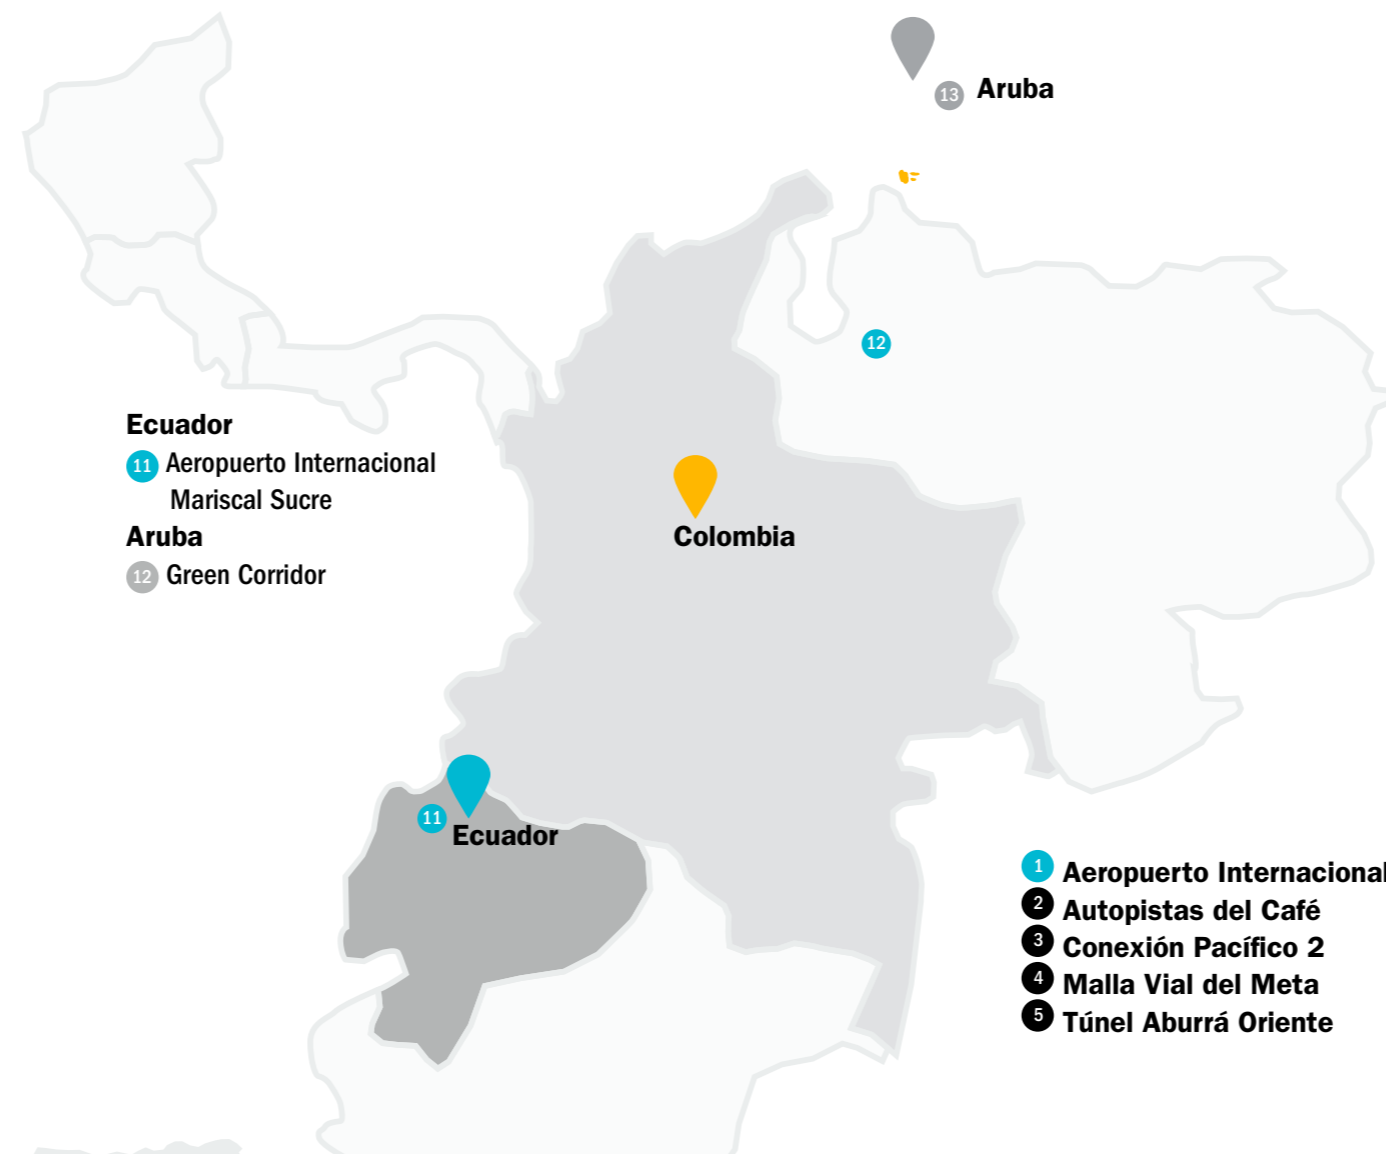 13 Aruba
12
Ecuador
11 Aeropuerto Internacional
Mariscal Sucre
Aruba
12 Green Corridor
Colombia
11
Ecuador
1 Aeropuerto Internacional
2 Autopistas del Café
3 Conexión Pacífico 2
4 Malla Vial del Meta
5 Túnel Aburrá Oriente